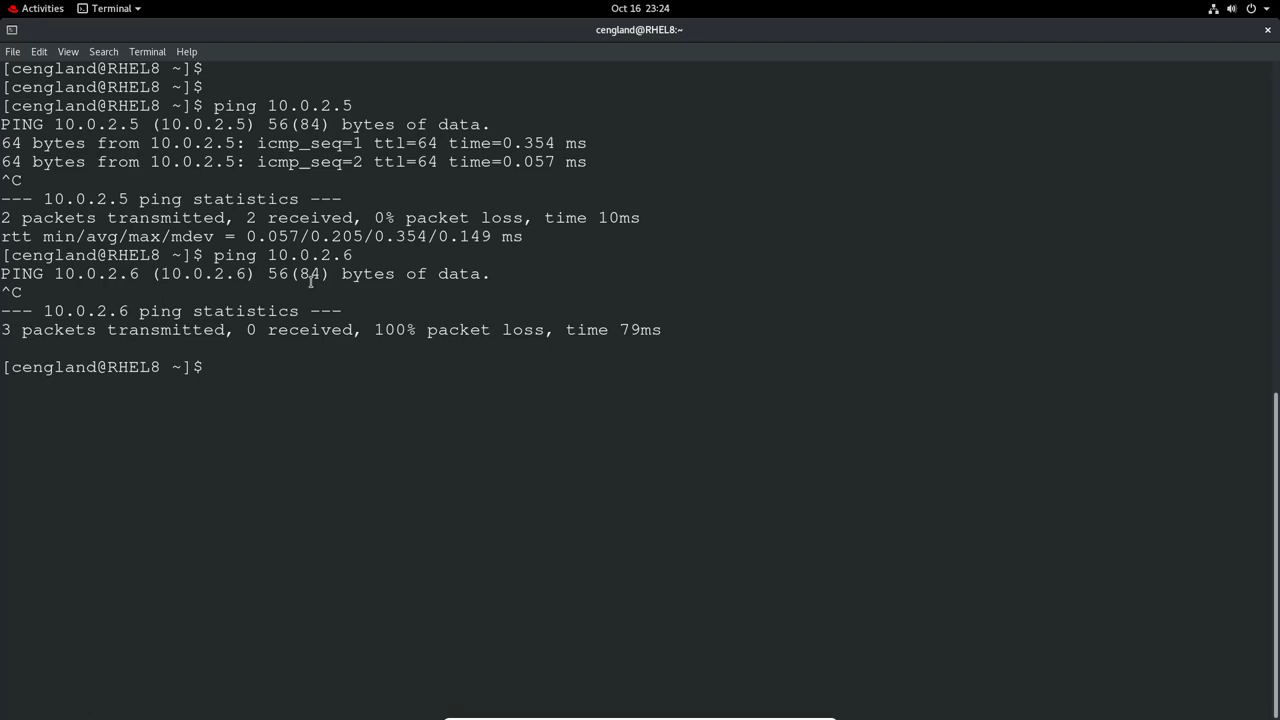 Activities Terminal Oct 16 23:24
cengland@RHEL8:~ ×
File Edit View Search Terminal Help
[cengland@RHEL8 ~]$
[cengland@RHEL8 ~]$
[cengland@RHEL8 ~]$ ping 10.0.2.5
PING 10.0.2.5 (10.0.2.5) 56(84) bytes of data.
64 bytes from 10.0.2.5: icmp_seq=1 ttl=64 time=0.354 ms
64 bytes from 10.0.2.5: icmp_seq=2 ttl=64 time=0.057 ms
^C
--- 10.0.2.5 ping statistics ---
2 packets transmitted, 2 received, 0% packet loss, time 10ms
rtt min/avg/max/mdev = 0.057/0.205/0.354/0.149 ms
[cengland@RHEL8 ~]$ ping 10.0.2.6
PING 10.0.2.6 (10.0.2.6) 56(84) bytes of data.
^C
--- 10.0.2.6 ping statistics ---
3 packets transmitted, 0 received, 100% packet loss, time 79ms
[cengland@RHEL8 ~]$